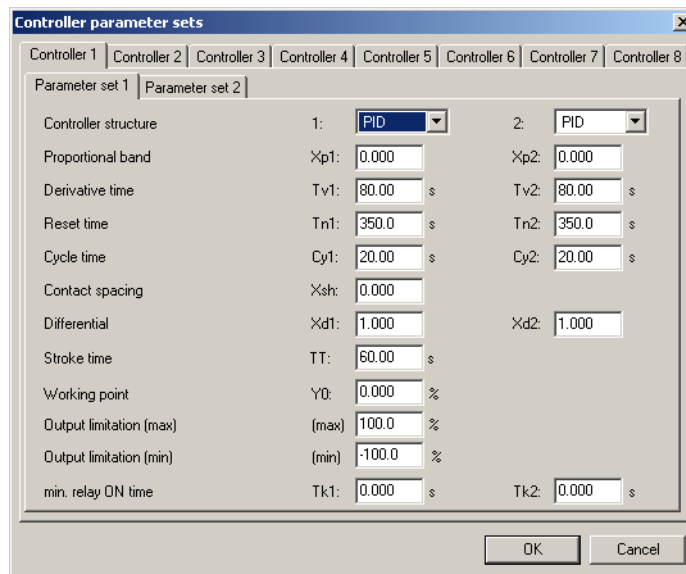 Controller parameter sets
Controller 1 Controller 2 Controller 3 Controller 4 Controller 5 Controller 6 Controller 7 Controller 8
Parameter set 1 Parameter set 2
Controller structure 1: PID 2: PID
Proportional band Xp1: 0.000 Xp2: 0.000
Derivative time Tv1: 80.00 s Tv2: 80.00 s
Reset time Tn1: 350.0 s Tn2: 350.0 s
Cycle time Cy1: 20.00 s Cy2: 20.00 s
Contact spacing Xsh: 0.000
Differential Xd1: 1.000 Xd2: 1.000
Stroke time TT: 60.00 s
Working point Y0: 0.000 %
Output limitation (max) (max) 100.0 %
Output limitation (min) (min) -100.0 %
min. relay ON time Tk1: 0.000 s Tk2: 0.000 s
OK Cancel